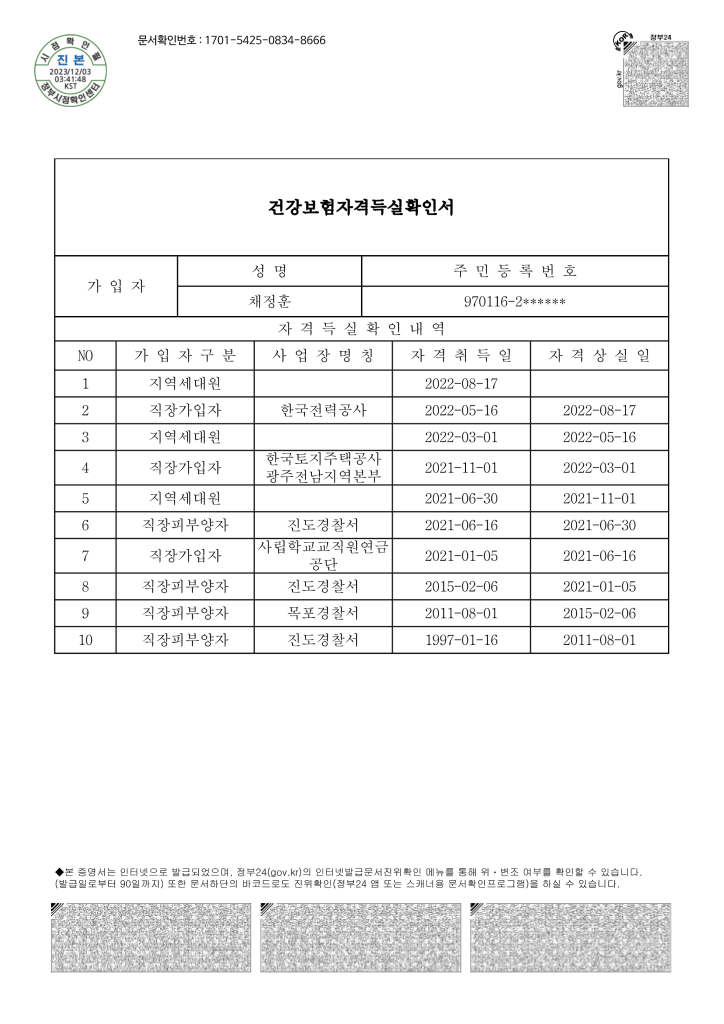 문서확인번호 : 1701-5425-0834-8666
시 점 확 인 필
진 본
2023/12/03
03:41:48
KST
정부시점확인센터
정부24
KOR
gov.kr
건강보험자격득실확인서
가 입 자
성 명
주 민 등 록 번 호
채정훈
970116-2******
자 격 득 실 확 인 내 역
NO 가 입 자 구 분 사 업 장 명 칭 자 격 취 득 일 자 격 상 실 일
1 지역세대원 2022-08-17
2 직장가입자 한국전력공사 2022-05-16 2022-08-17
3 지역세대원 2022-03-01 2022-05-16
4 직장가입자 한국토지주택공사 광주전남지역본부 2021-11-01 2022-03-01
5 지역세대원 2021-06-30 2021-11-01
6 직장피부양자 진도경찰서 2021-06-16 2021-06-30
7 직장가입자 사립학교교직원연금공단 2021-01-05 2021-06-16
8 직장피부양자 진도경찰서 2015-02-06 2021-01-05
9 직장피부양자 목포경찰서 2011-08-01 2015-02-06
10 직장피부양자 진도경찰서 1997-01-16 2011-08-01
◆본 증명서는 인터넷으로 발급되었으며, 정부24(gov.kr)의 인터넷발급문서진위확인 메뉴를 통해 위・변조 여부를 확인할 수 있습니다.
(발급일로부터 90일까지) 또한 문서하단의 바코드로도 진위확인(정부24 앱 또는 스캐너용 문서확인프로그램)을 하실 수 있습니다.